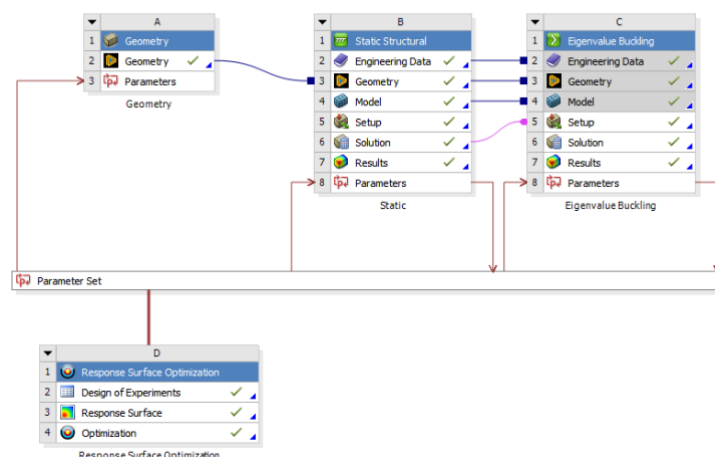 A
1 Geometry
2 Geometry
3 Parameters
Geometry
B
1 Static Structural
2 Engineering Data
3 Geometry
4 Model
5 Setup
6 Solution
7 Results
8 Parameters
Static
C
1 Eigenvalue Buckling
2 Engineering Data
3 Geometry
4 Model
5 Setup
6 Solution
7 Results
8 Parameters
Eigenvalue Buckling
Parameter Set
D
1 Response Surface Optimization
2 Design of Experiments
3 Response Surface
4 Optimization
Response Surface Optimization